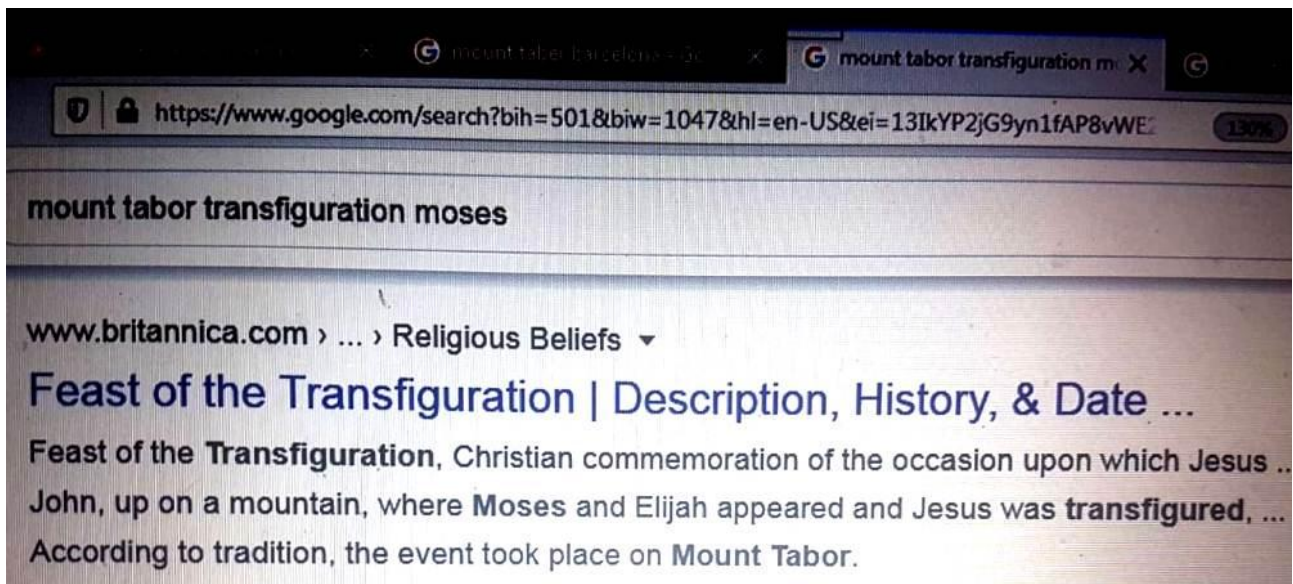 mount tabor barcelona - Go
mount tabor transfiguration m
https://www.google.com/search?bih=501&biw=1047&hl=en-US&ei=13IkYP2jG9yn1fAP8vWE
130%
mount tabor transfiguration moses
www.britannica.com › ... › Religious Beliefs
Feast of the Transfiguration | Description, History, & Date ...
Feast of the Transfiguration, Christian commemoration of the occasion upon which Jesus ..
John, up on a mountain, where Moses and Elijah appeared and Jesus was transfigured, ...
According to tradition, the event took place on Mount Tabor.